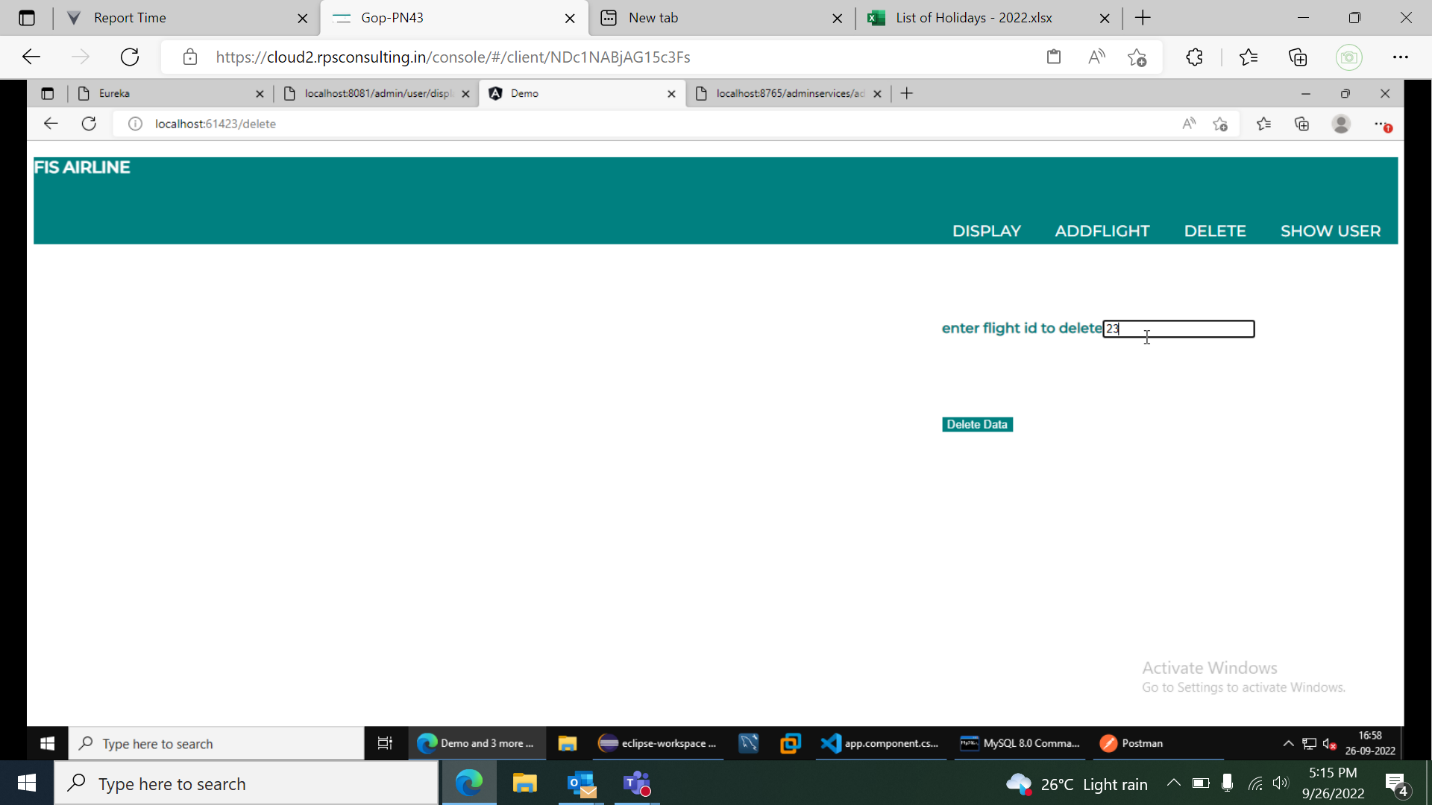 Report Time
Gop-PN43
New tab
List of Holidays - 2022.xlsx
https://cloud2.rpsconsulting.in/console/#/client/NDc1NABjAG15c3Fs
Eureka
localhost:8081/admin/user/displ
Demo
localhost:8765/adminservices/ad
localhost:61423/delete
FIS AIRLINE
DISPLAY ADDFLIGHT DELETE SHOW USER
enter flight id to delete 23
Delete Data
Activate Windows
Go to Settings to activate Windows.
Type here to search
Demo and 3 more ...
eclipse-workspace ...
app.component.cs...
MySQL 8.0 Comma...
Postman
16:58
26-09-2022
Type here to search
26°C Light rain
5:15 PM
9/26/2022
4